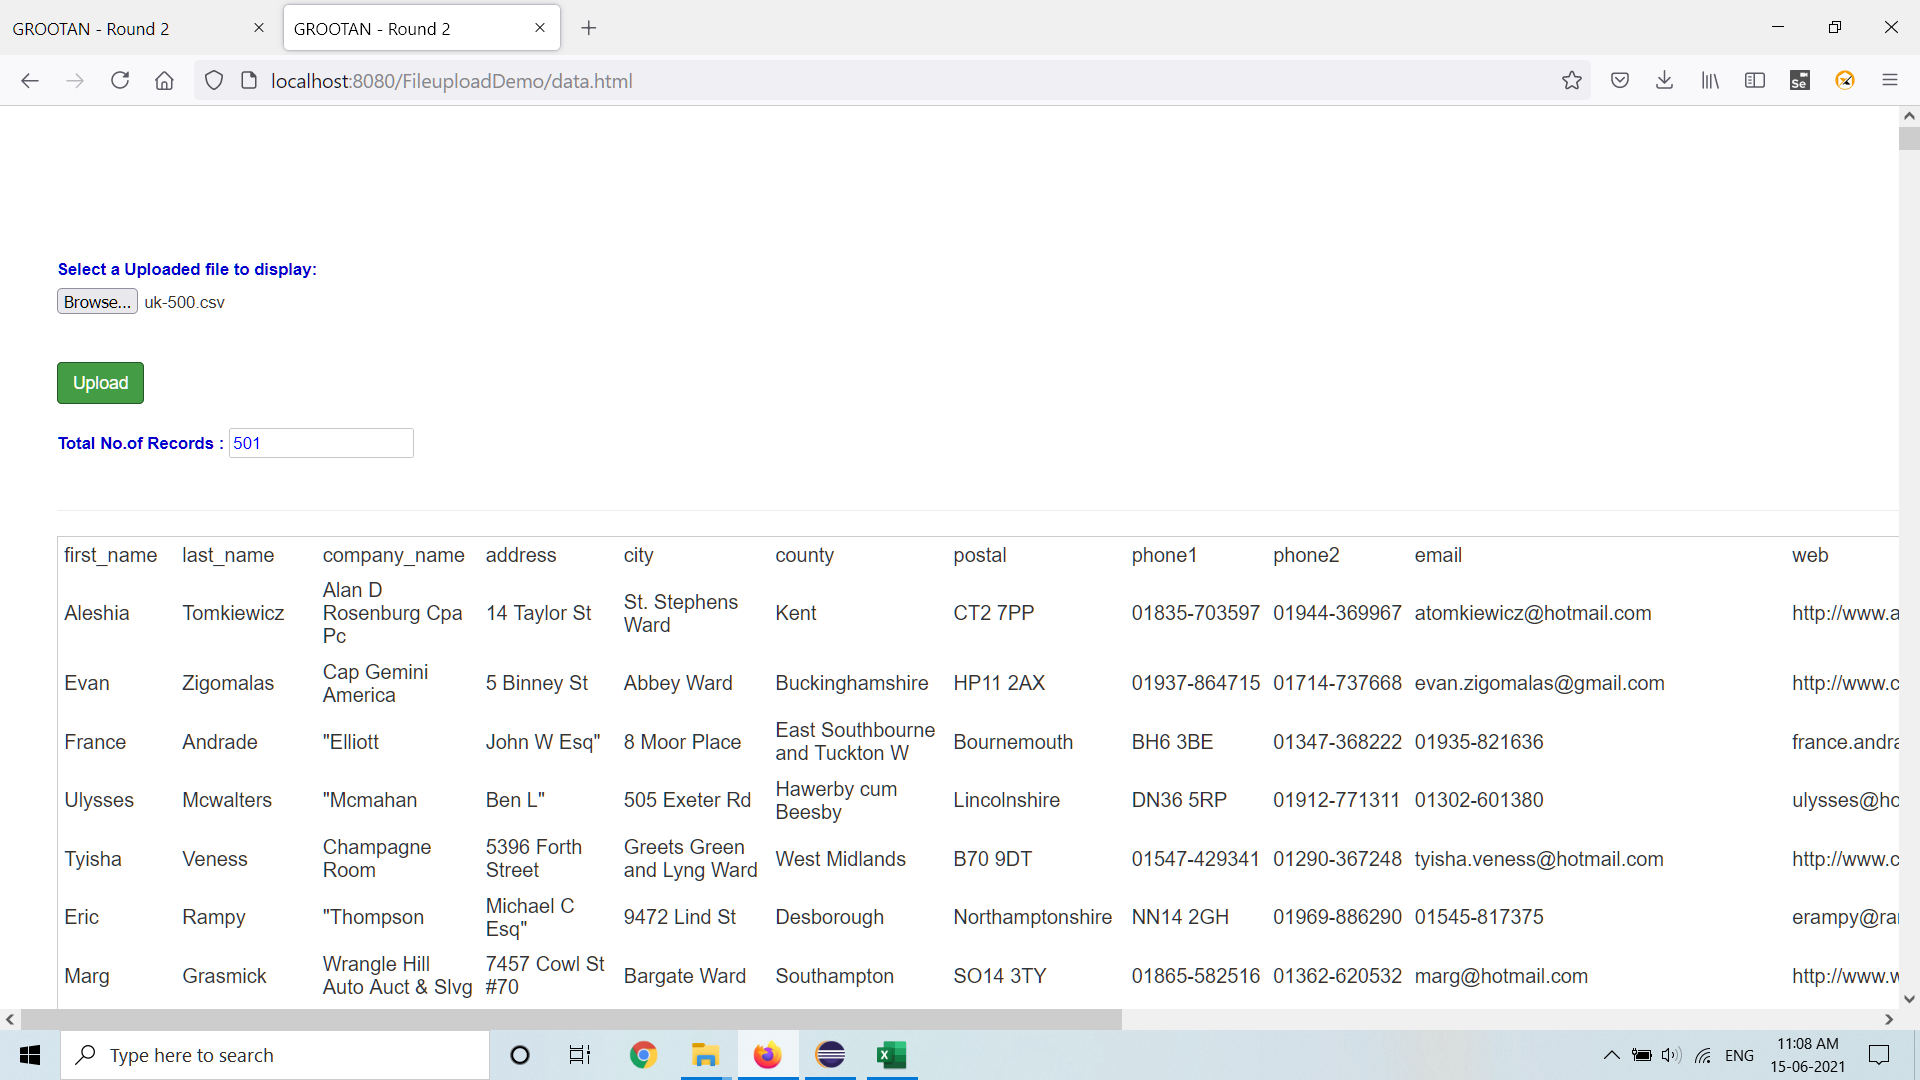 GROOTAN - Round 2
GROOTAN - Round 2
localhost:8080/FileuploadDemo/data.html
Se
Select a Uploaded file to display:
Browse... uk-500.csv
Upload
Total No.of Records : 501
first_name last_name company_name address city county postal phone1 phone2 email web
Aleshia Tomkiewicz Alan D Rosenburg Cpa Pc 14 Taylor St St. Stephens Ward Kent CT2 7PP 01835-703597 01944-369967 atomkiewicz@hotmail.com http://www.a
Evan Zigomalas Cap Gemini America 5 Binney St Abbey Ward Buckinghamshire HP11 2AX 01937-864715 01714-737668 evan.zigomalas@gmail.com http://www.c
France Andrade "Elliott John W Esq" 8 Moor Place East Southbourne and Tuckton W Bournemouth BH6 3BE 01347-368222 01935-821636 france.andra
Ulysses Mcwalters "Mcmahan Ben L" 505 Exeter Rd Hawerby cum Beesby Lincolnshire DN36 5RP 01912-771311 01302-601380 ulysses@ho
Tyisha Veness Champagne Room 5396 Forth Street Greets Green and Lyng Ward West Midlands B70 9DT 01547-429341 01290-367248 tyisha.veness@hotmail.com http://www.c
Eric Rampy "Thompson Michael C Esq" 9472 Lind St Desborough Northamptonshire NN14 2GH 01969-886290 01545-817375 erampy@ra
Marg Grasmick Wrangle Hill Auto Auct & Slvg 7457 Cowl St #70 Bargate Ward Southampton SO14 3TY 01865-582516 01362-620532 marg@hotmail.com http://www.w
Type here to search
ENG
11:08 AM
15-06-2021